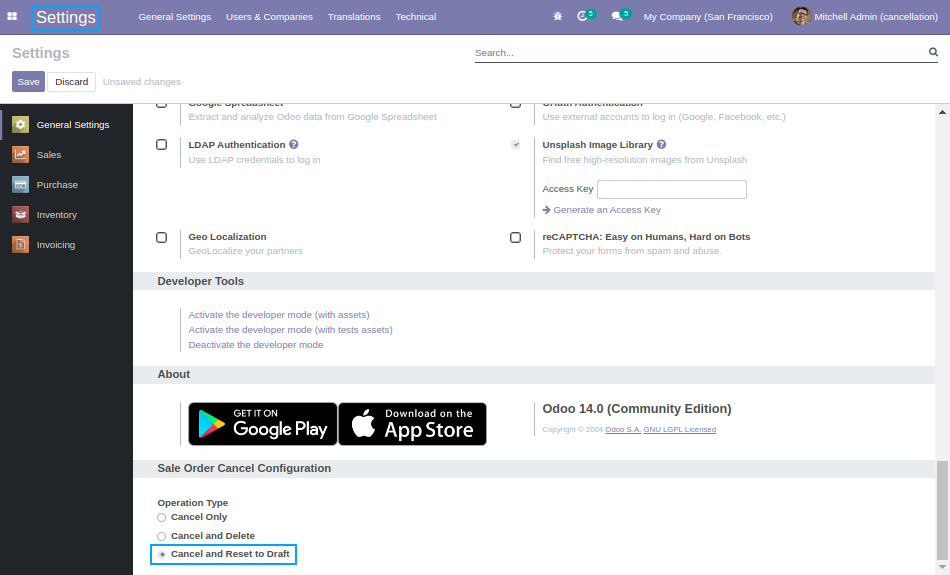 Settings General Settings Users & Companies Translations Technical 5 5 My Company (San Francisco) Mitchell Admin (cancellation)
Settings
Search...
Save Discard Unsaved changes
General Settings
Sales
Purchase
Inventory
Invoicing
Google Spreadsheet OAuth Authentication
Extract and analyze Odoo data from Google Spreadsheet Use external accounts to log in (Google, Facebook, etc.)
LDAP Authentication ? Unsplash Image Library ?
Use LDAP credentials to log in Find free high-resolution images from Unsplash
Access Key
Generate an Access Key
Geo Localization reCAPTCHA: Easy on Humans, Hard on Bots
GeoLocalize your partners Protect your forms from spam and abuse.
Developer Tools
Activate the developer mode (with assets)
Activate the developer mode (with tests assets)
Deactivate the developer mode
About
GET IT ON
Google Play
Download on the
App Store
Odoo 14.0 (Community Edition)
Copyright © 2004 Odoo S.A. GNU LGPL Licensed
Sale Order Cancel Configuration
Operation Type
Cancel Only
Cancel and Delete
Cancel and Reset to Draft